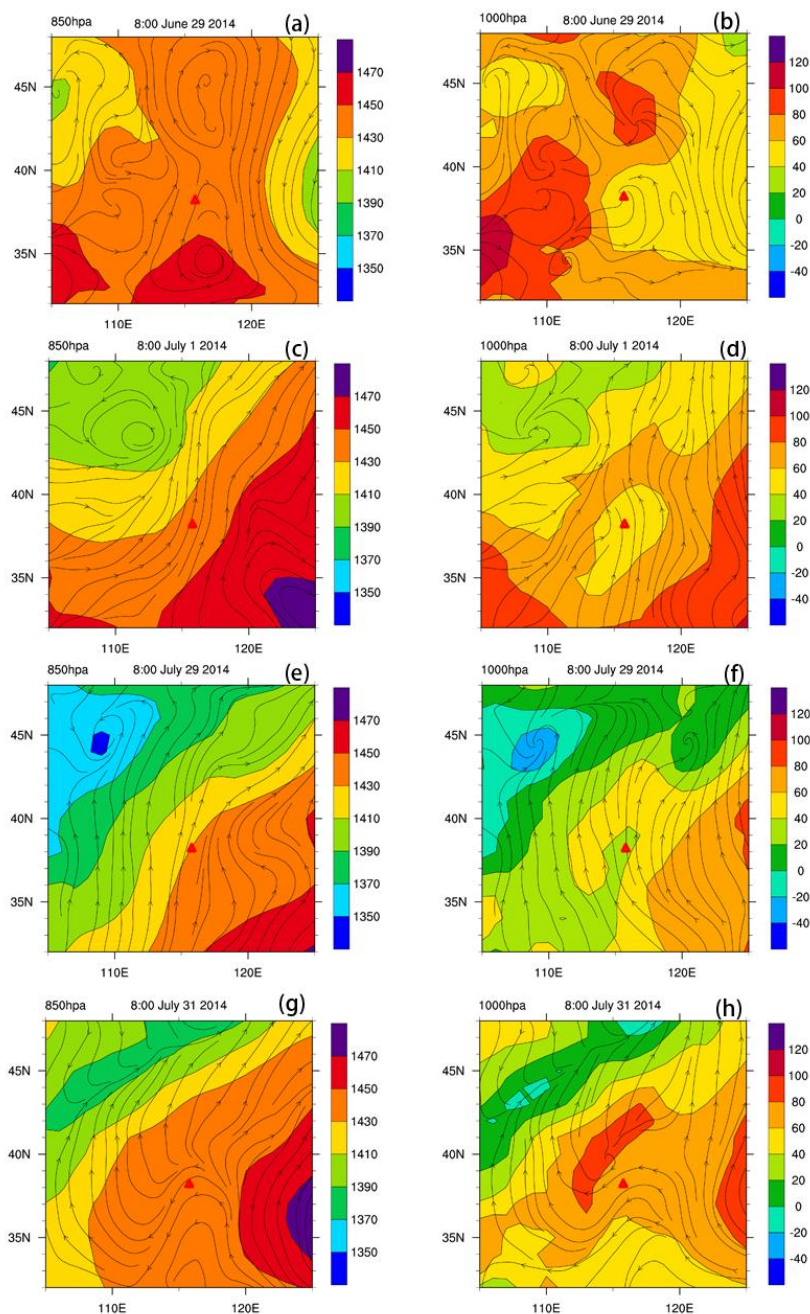 850hpa 8:00 June 29 2014 (a)
45N
40N
35N
110E 120E
1470
1450
1430
1410
1390
1370
1350
1000hpa 8:00 June 29 2014 (b)
45N
40N
35N
110E 120E
120
100
80
60
40
20
0
-20
-40
850hpa 8:00 July 1 2014 (c)
45N
40N
35N
110E 120E
1470
1450
1430
1410
1390
1370
1350
1000hpa 8:00 July 1 2014 (d)
45N
40N
35N
110E 120E
120
100
80
60
40
20
0
-20
-40
850hpa 8:00 July 29 2014 (e)
45N
40N
35N
110E 120E
1470
1450
1430
1410
1390
1370
1350
1000hpa 8:00 July 29 2014 (f)
45N
40N
35N
110E 120E
120
100
80
60
40
20
0
-20
-40
850hpa 8:00 July 31 2014 (g)
45N
40N
35N
110E 120E
1470
1450
1430
1410
1390
1370
1350
1000hpa 8:00 July 31 2014 (h)
45N
40N
35N
110E 120E
120
100
80
60
40
20
0
-20
-40